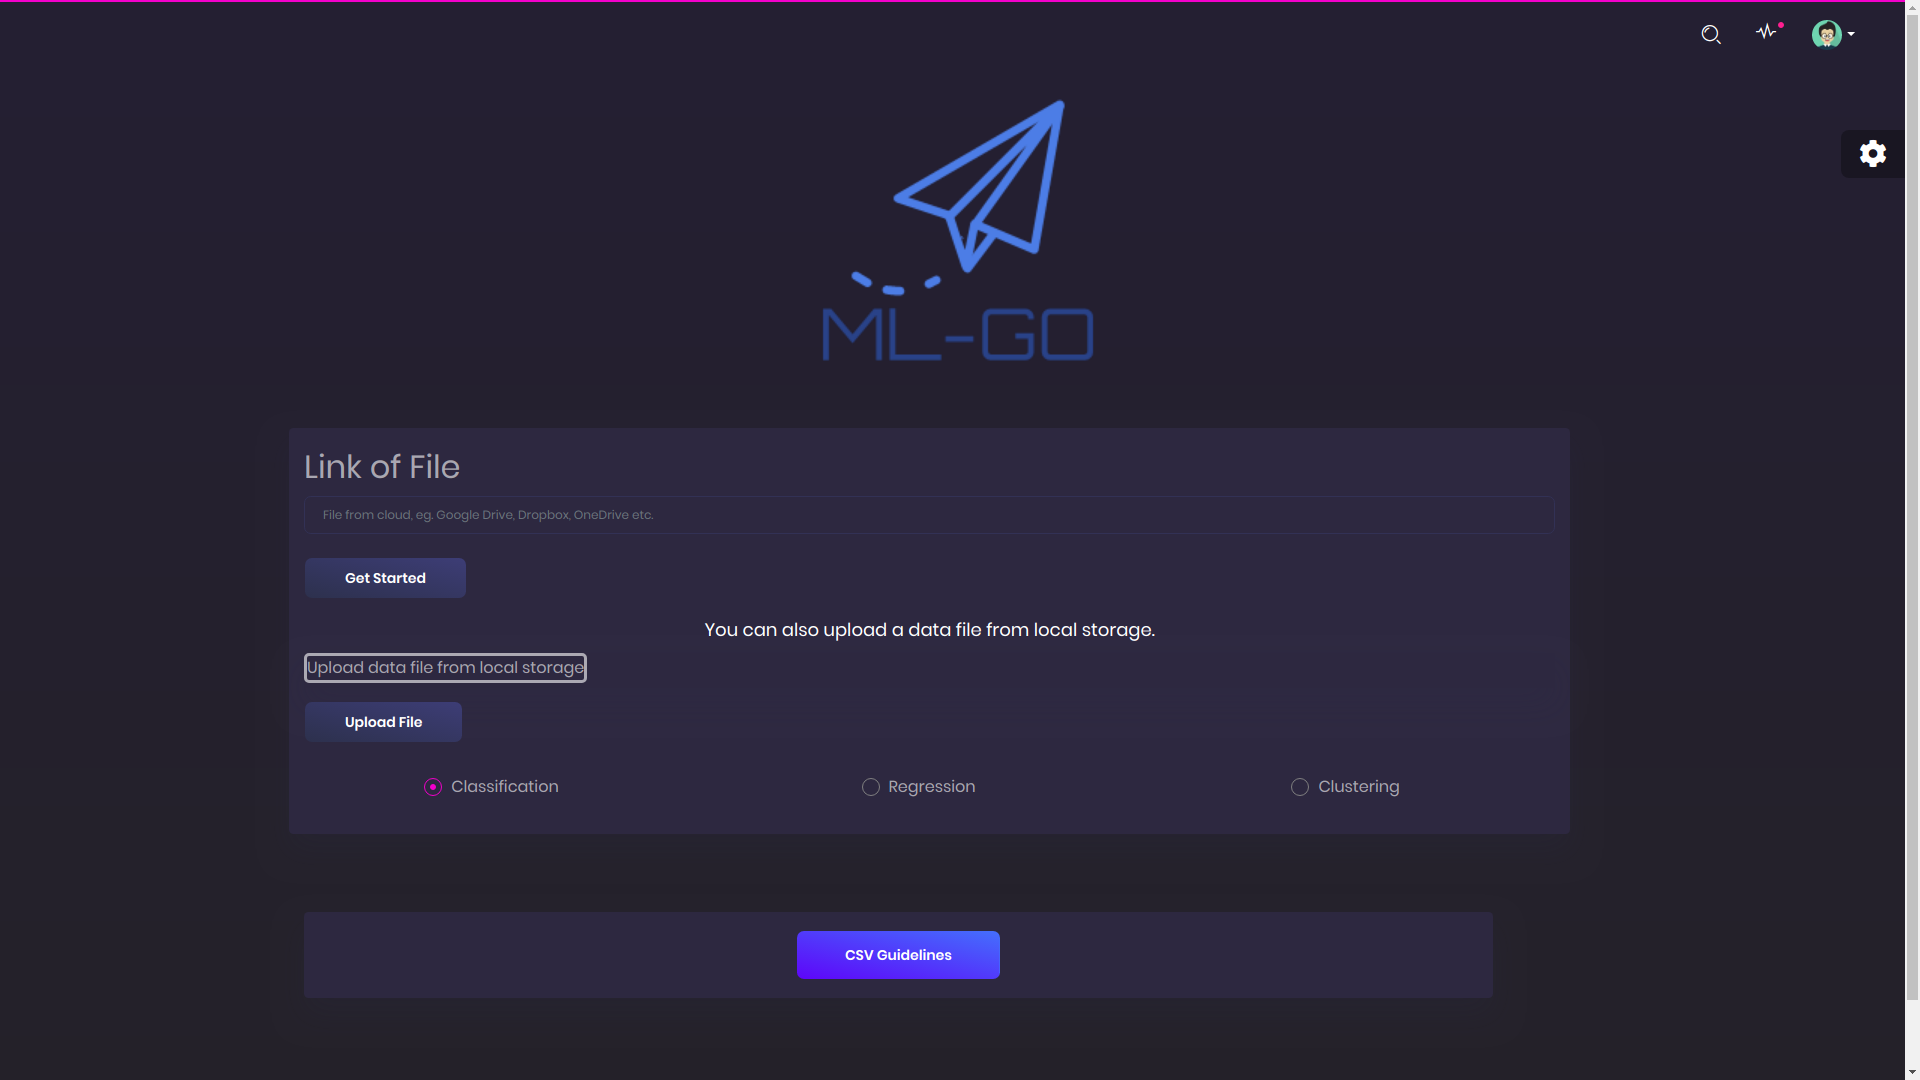 ML-GO
Link of File
File from cloud, eg. Google Drive, Dropbox, OneDrive etc.
Get Started
You can also upload a data file from local storage.
Upload data file from local storage
Upload File
Classification
Regression
Clustering
CSV Guidelines